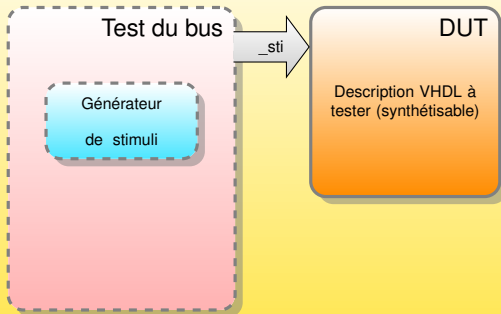 Test du bus
Générateur
de stimuli
_sti
DUT
Description VHDL à
tester (synthétisable)